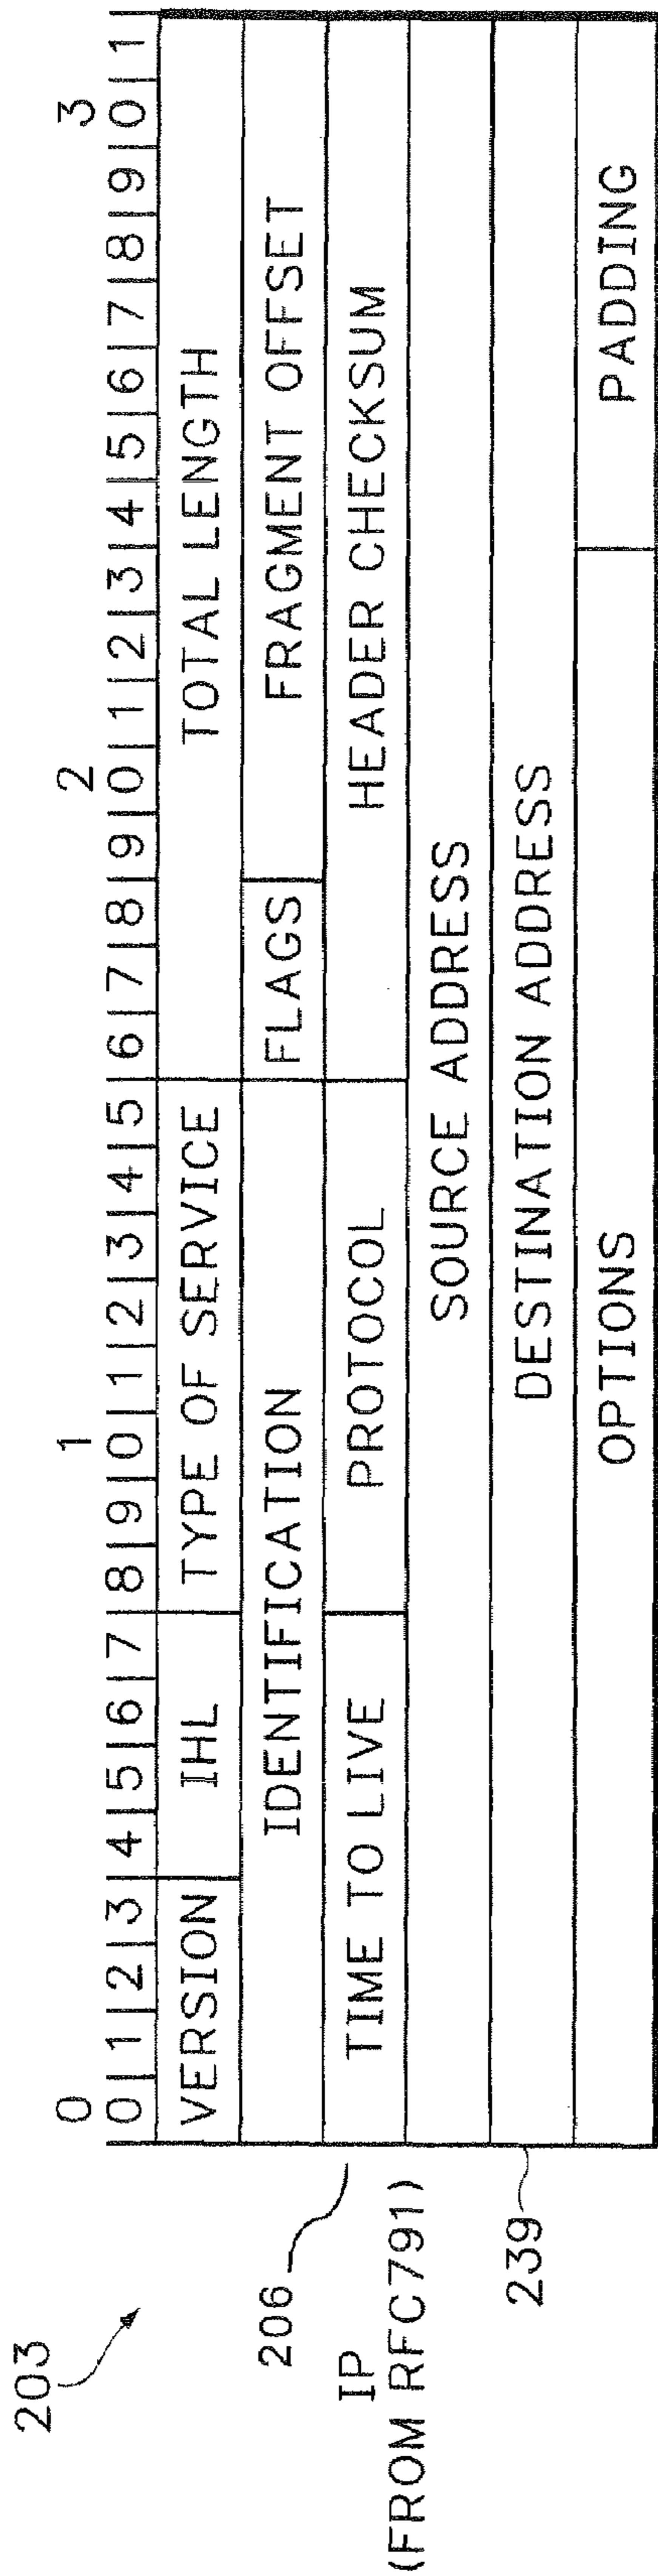 203
0 1 2 3
0|1|2|3|4|5|6|7|8|9|0|1|2|3|4|5|6|7|8|9|0|1|2|3|4|5|6|7|8|9|0|1
VERSION IHL TYPE OF SERVICE TOTAL LENGTH
IDENTIFICATION FLAGS FRAGMENT OFFSET
206 TIME TO LIVE PROTOCOL HEADER CHECKSUM
IP
(FROM RFC791)
SOURCE ADDRESS
239 DESTINATION ADDRESS
OPTIONS PADDING